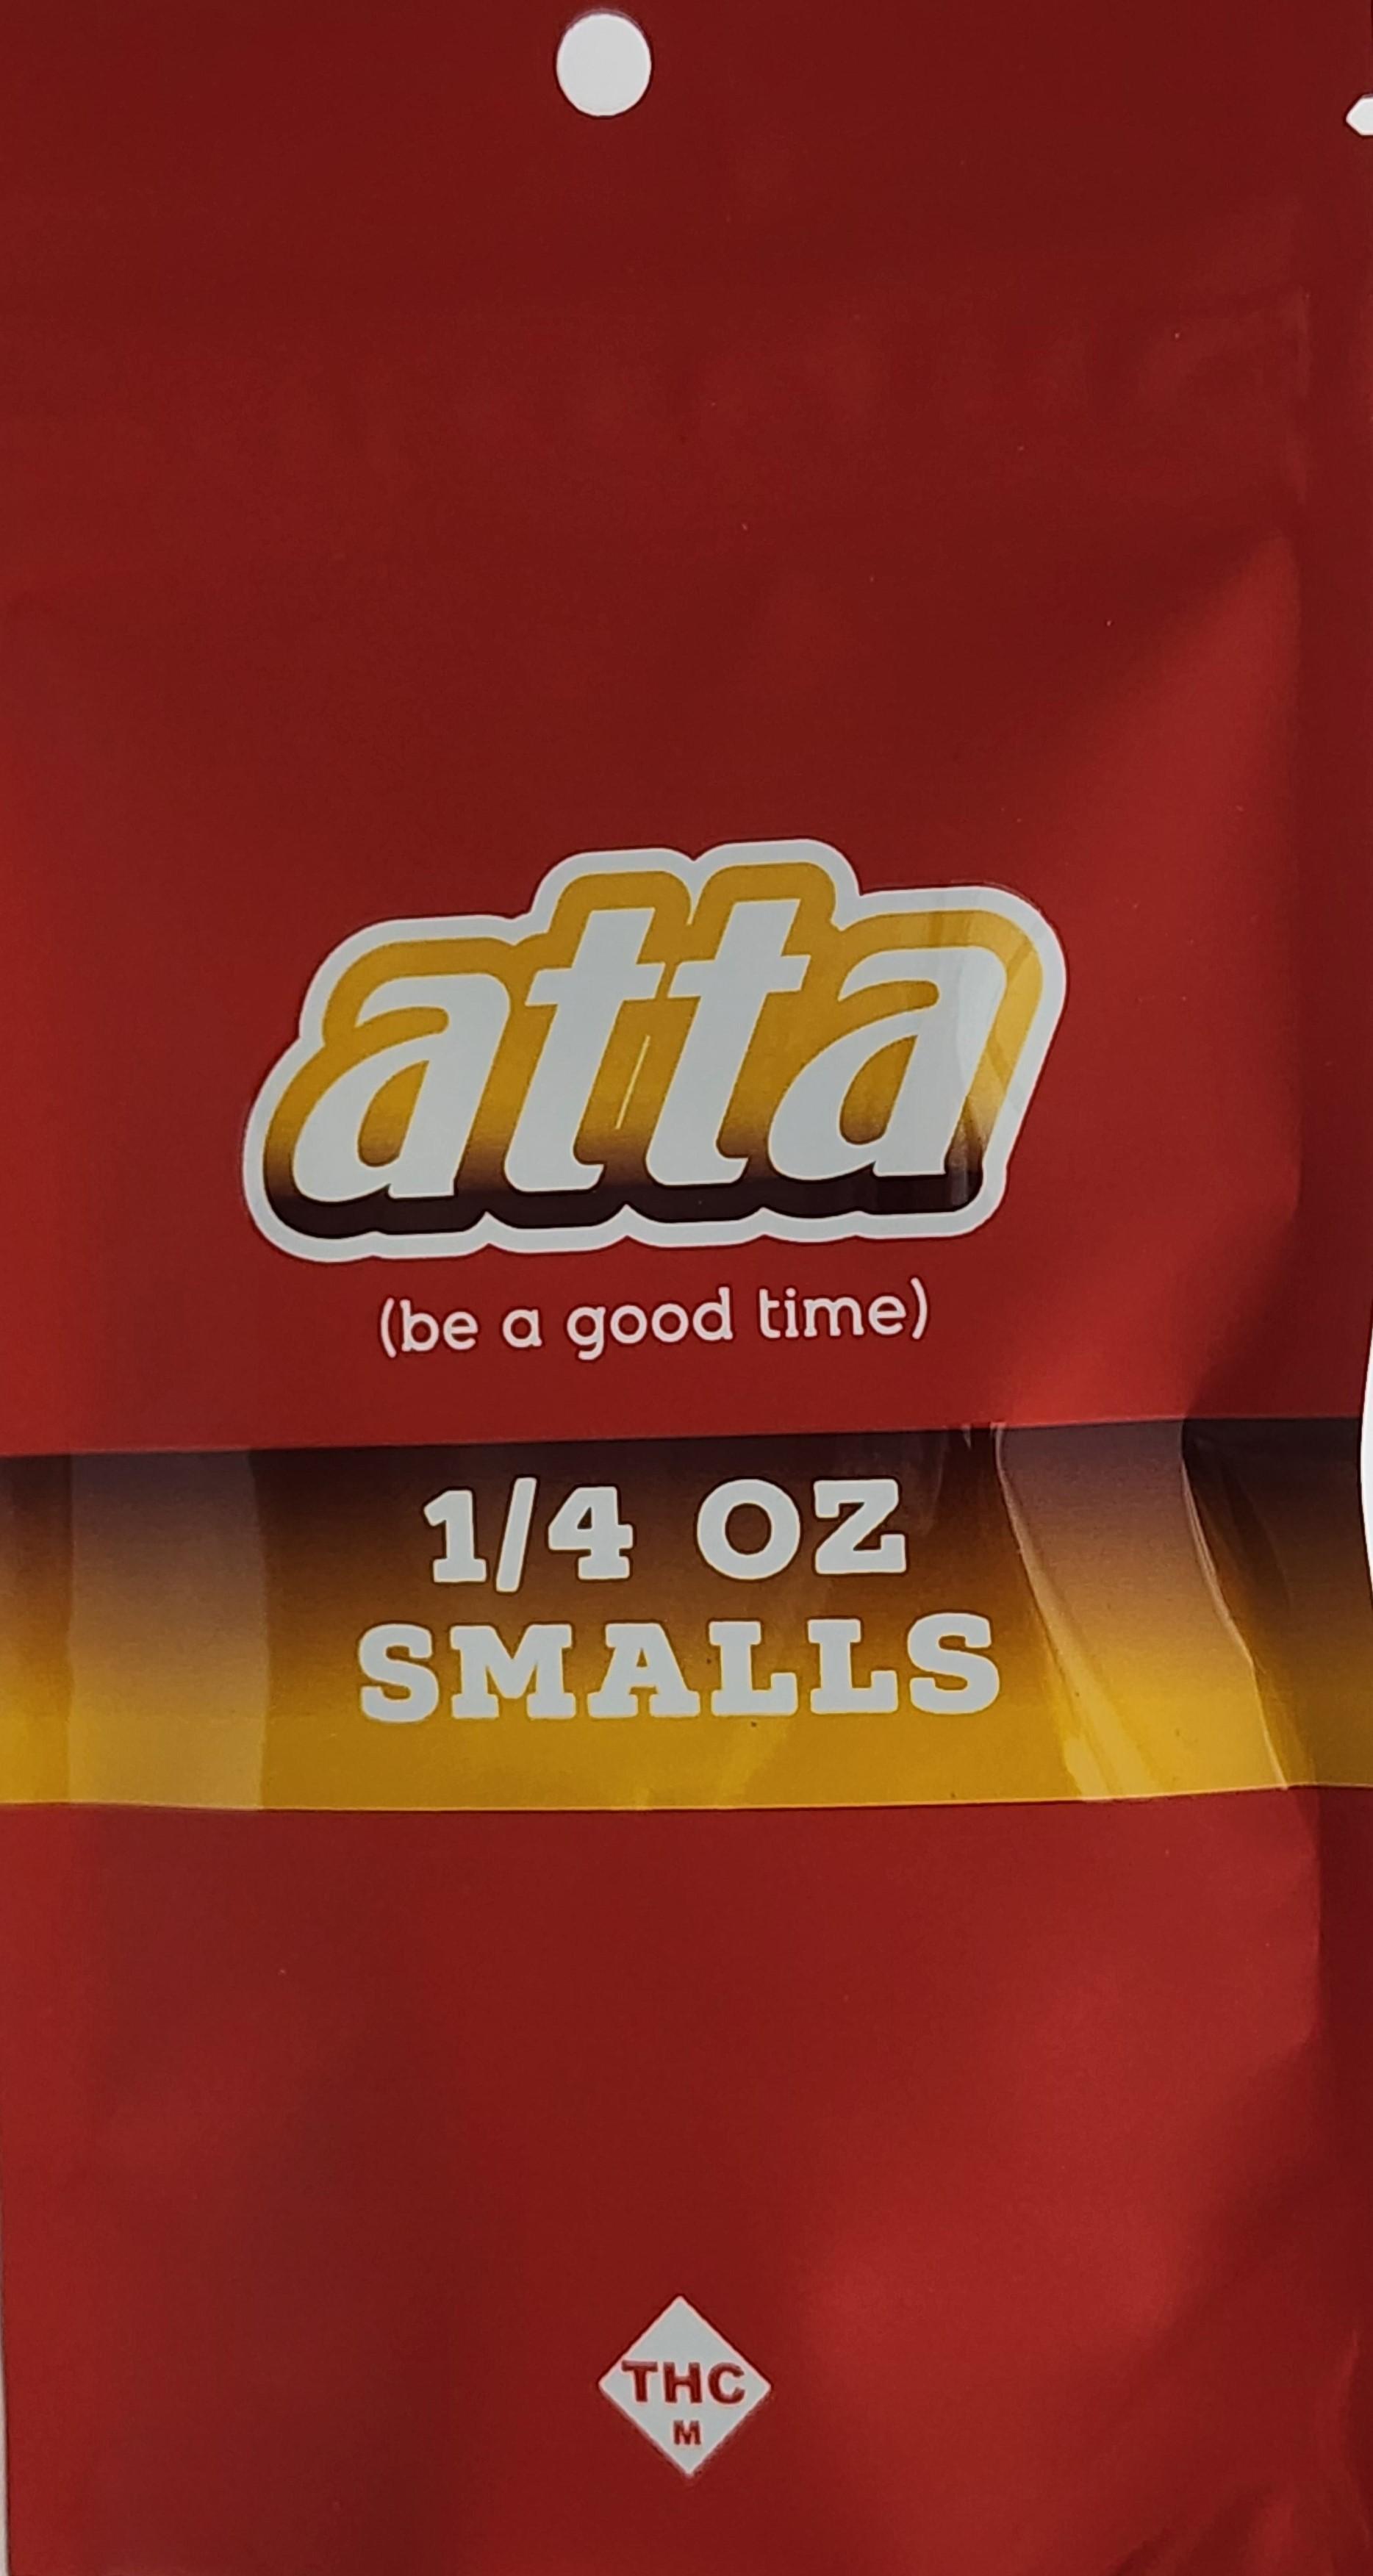 atta
(be a good time)
1/4 OZ
SMALLS
THC
M